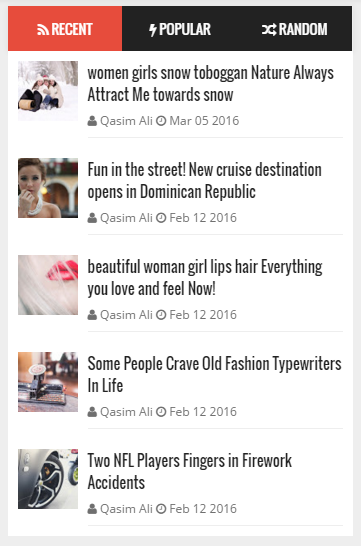 RECENT POPULAR RANDOM
women girls snow toboggan Nature Always
Attract Me towards snow
Qasim Ali Mar 05 2016
Fun in the street! New cruise destination
opens in Dominican Republic
Qasim Ali Feb 12 2016
beautiful woman girl lips hair Everything
you love and feel Now!
Qasim Ali Feb 12 2016
Some People Crave Old Fashion Typewriters
In Life
Qasim Ali Feb 12 2016
Two NFL Players Fingers in Firework
Accidents
Qasim Ali Feb 12 2016